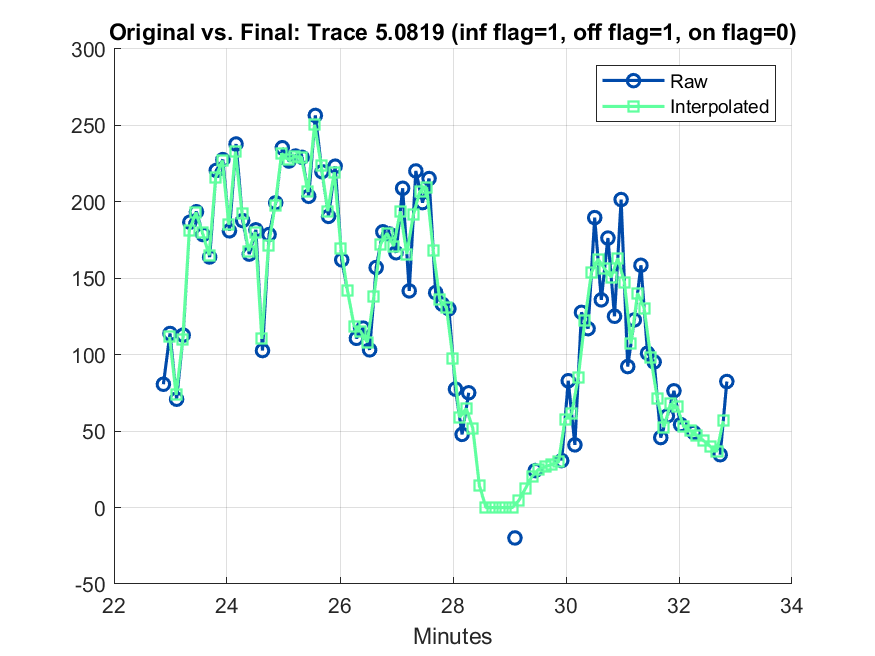 Original vs. Final: Trace 5.0819 (inf flag=1, off flag=1, on flag=0)
300
250
200
150
100
50
0
-50
Raw
Interpolated
22 24 26 28 30 32 34
Minutes